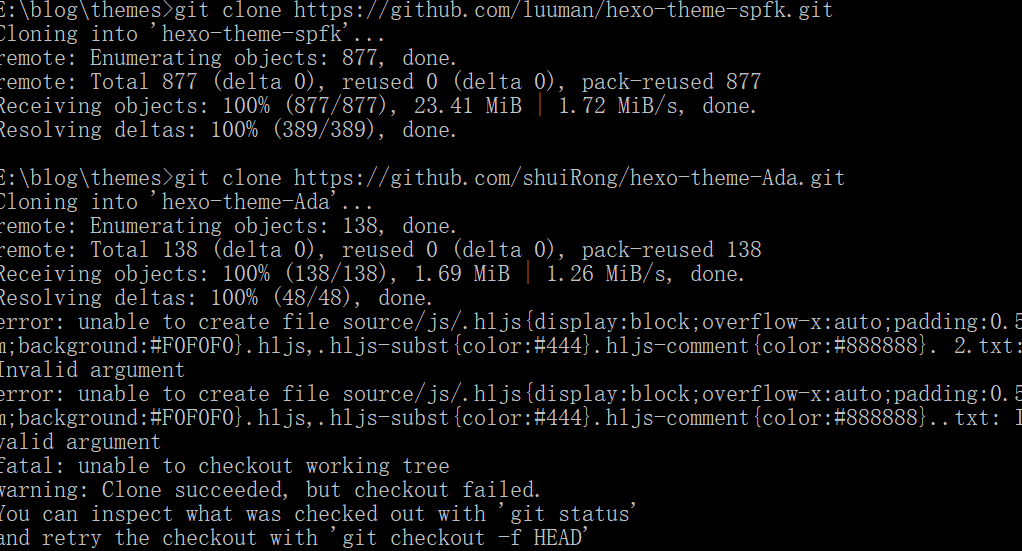 E:\blog\themes>git clone https://github.com/luuman/hexo-theme-spfk.git
Cloning into 'hexo-theme-spfk'...
remote: Enumerating objects: 877, done.
remote: Total 877 (delta 0), reused 0 (delta 0), pack-reused 877
Receiving objects: 100% (877/877), 23.41 MiB | 1.72 MiB/s, done.
Resolving deltas: 100% (389/389), done.
E:\blog\themes>git clone https://github.com/shuiRong/hexo-theme-Ada.git
Cloning into 'hexo-theme-Ada'...
remote: Enumerating objects: 138, done.
remote: Total 138 (delta 0), reused 0 (delta 0), pack-reused 138
Receiving objects: 100% (138/138), 1.69 MiB | 1.26 MiB/s, done.
Resolving deltas: 100% (48/48), done.
error: unable to create file source/js/.hljs{display:block;overflow-x:auto;padding:0.5
m;background:#F0F0F0}.hljs,.hljs-subst{color:#444}.hljs-comment{color:#888888}. 2.txt:
Invalid argument
error: unable to create file source/js/.hljs{display:block;overflow-x:auto;padding:0.5
m;background:#F0F0F0}.hljs,.hljs-subst{color:#444}.hljs-comment{color:#888888}..txt: I
valid argument
fatal: unable to checkout working tree
warning: Clone succeeded, but checkout failed.
You can inspect what was checked out with 'git status'
and retry the checkout with 'git checkout -f HEAD'